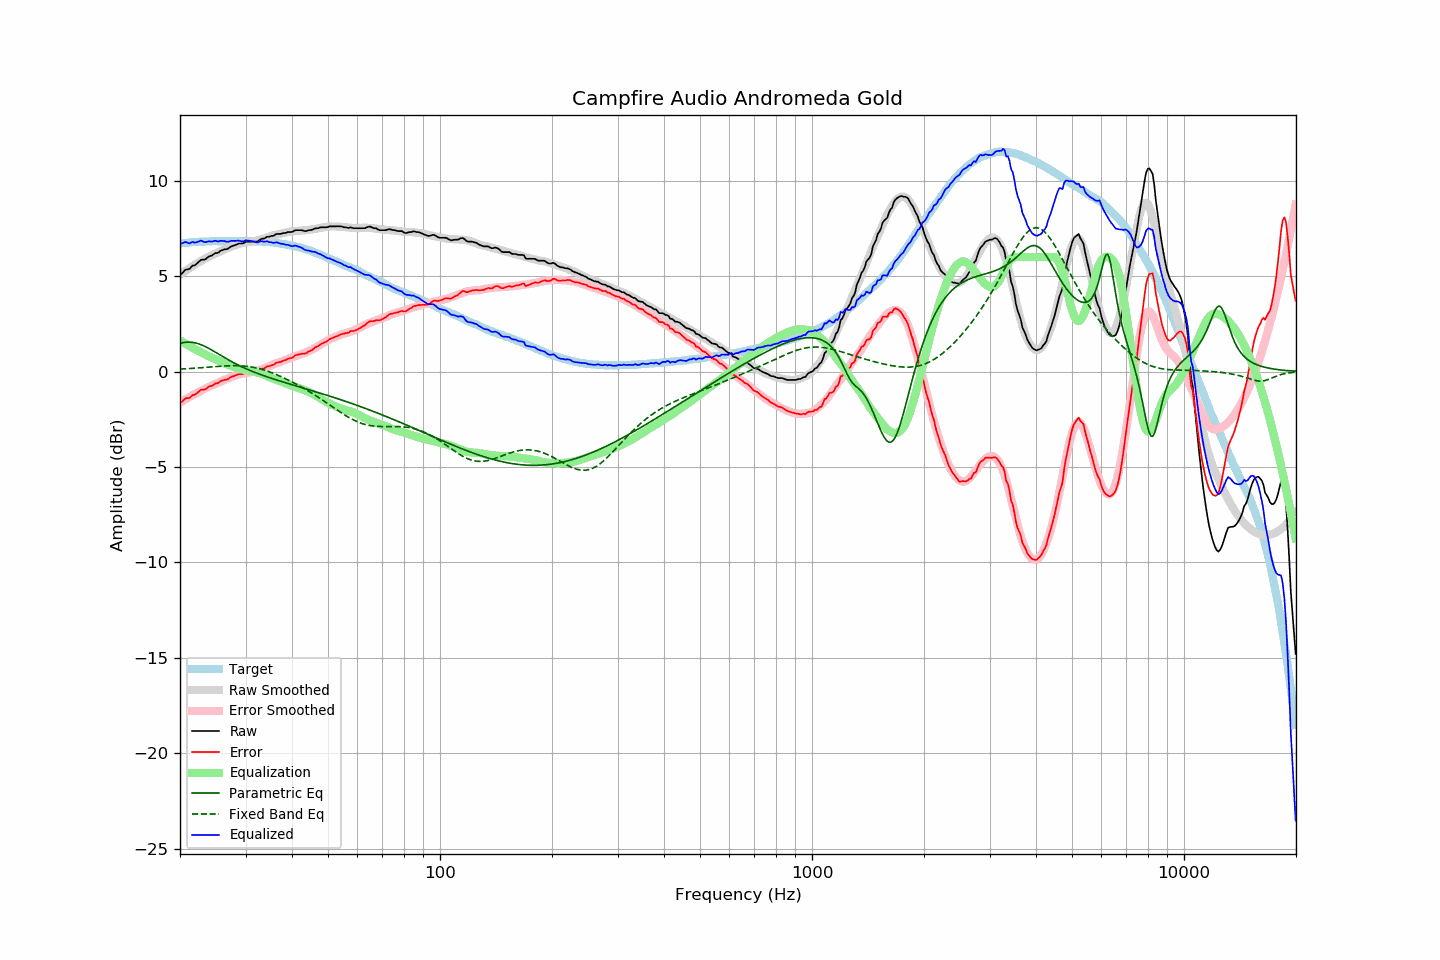 Campfire Audio Andromeda Gold
10
5
0
−5
−10
−15
−20
−25
Amplitude (dBr)
Target
Raw Smoothed
Error Smoothed
Raw
Error
Equalization
Parametric Eq
Fixed Band Eq
Equalized
100
1000
10000
Frequency (Hz)